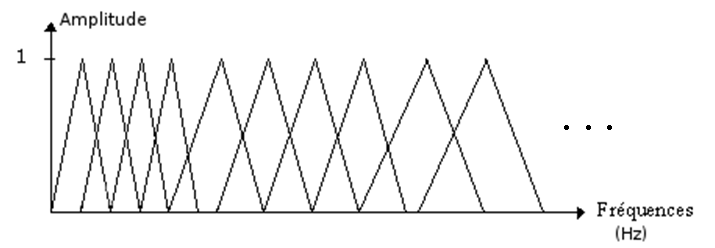 Amplitude
1
. . .
Fréquences
(Hz)